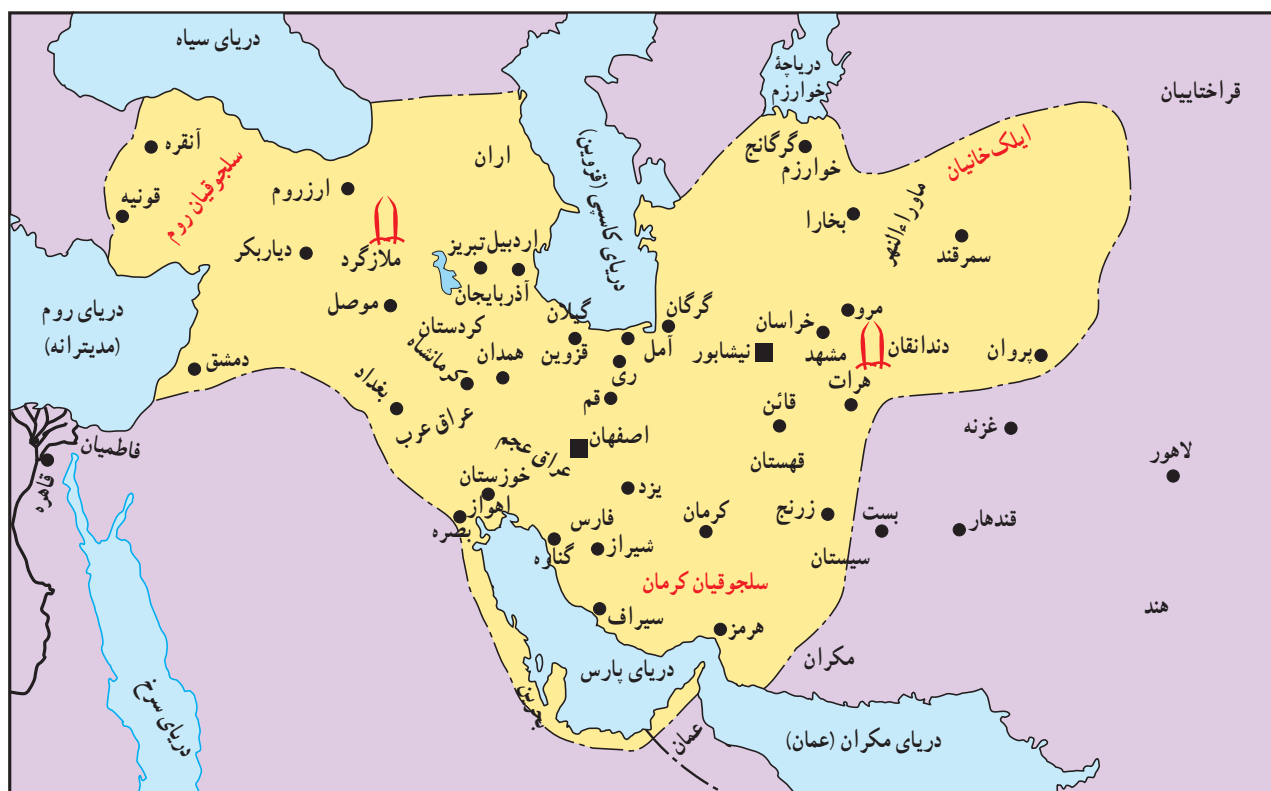 دریای سیاه
دریاچهٔ
خوارزم
قراختاییان
آنقره
سلجوقیان روم
قونیه
ارزروم
اران
دریای کاسپی (قزوین)
گرگانج
خوارزم
ایلک‌خانیان
ماوراءالنهر
بخارا
سمرقند
دیاربکر
ملازگرد
تبریز
اردبیل
آذربایجان
موصل
کردستان
گیلان
قزوین
گرگان
آمل
ری
قم
نیشابور
خراسان
مرو
مشهد
دندانقان
هرات
پروان
دریای روم
(مدیترانه)
دمشق
کرمانشاه
همدان
بغداد
عراق عرب
عراق عجم
اصفهان
قائن
قهستان
غزنه
لاهور
فاطمیان
قاهره
خوزستان
اهواز
بصره
یزد
فارس
شیراز
گناوه
کرمان
زرنج
بست
سیستان
قندهار
سلجوقیان کرمان
سیراف
هرمز
هند
مکران
دریای پارس
بحرین
عمان
دریای مکران (عمان)
دریای سرخ